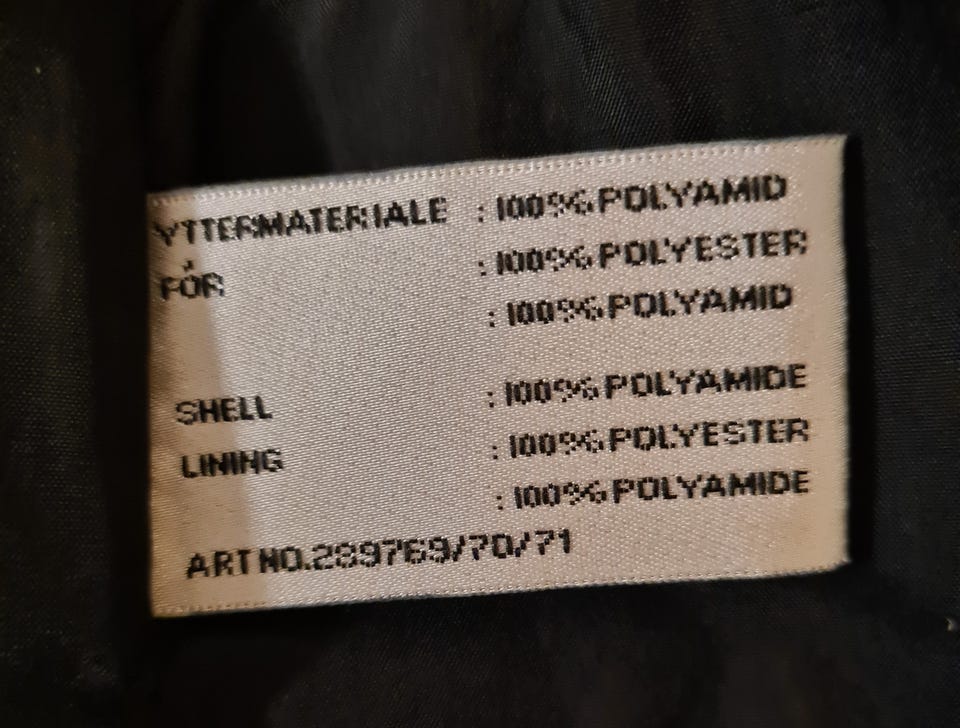 YTTERMATERIALE : 100% POLYAMID
FÓR : 100% POLYESTER
: 100% POLYAMID
SHELL : 100% POLYAMIDE
LINING : 100% POLYESTER
: 100% POLYAMIDE
ART NO.289769/70/71